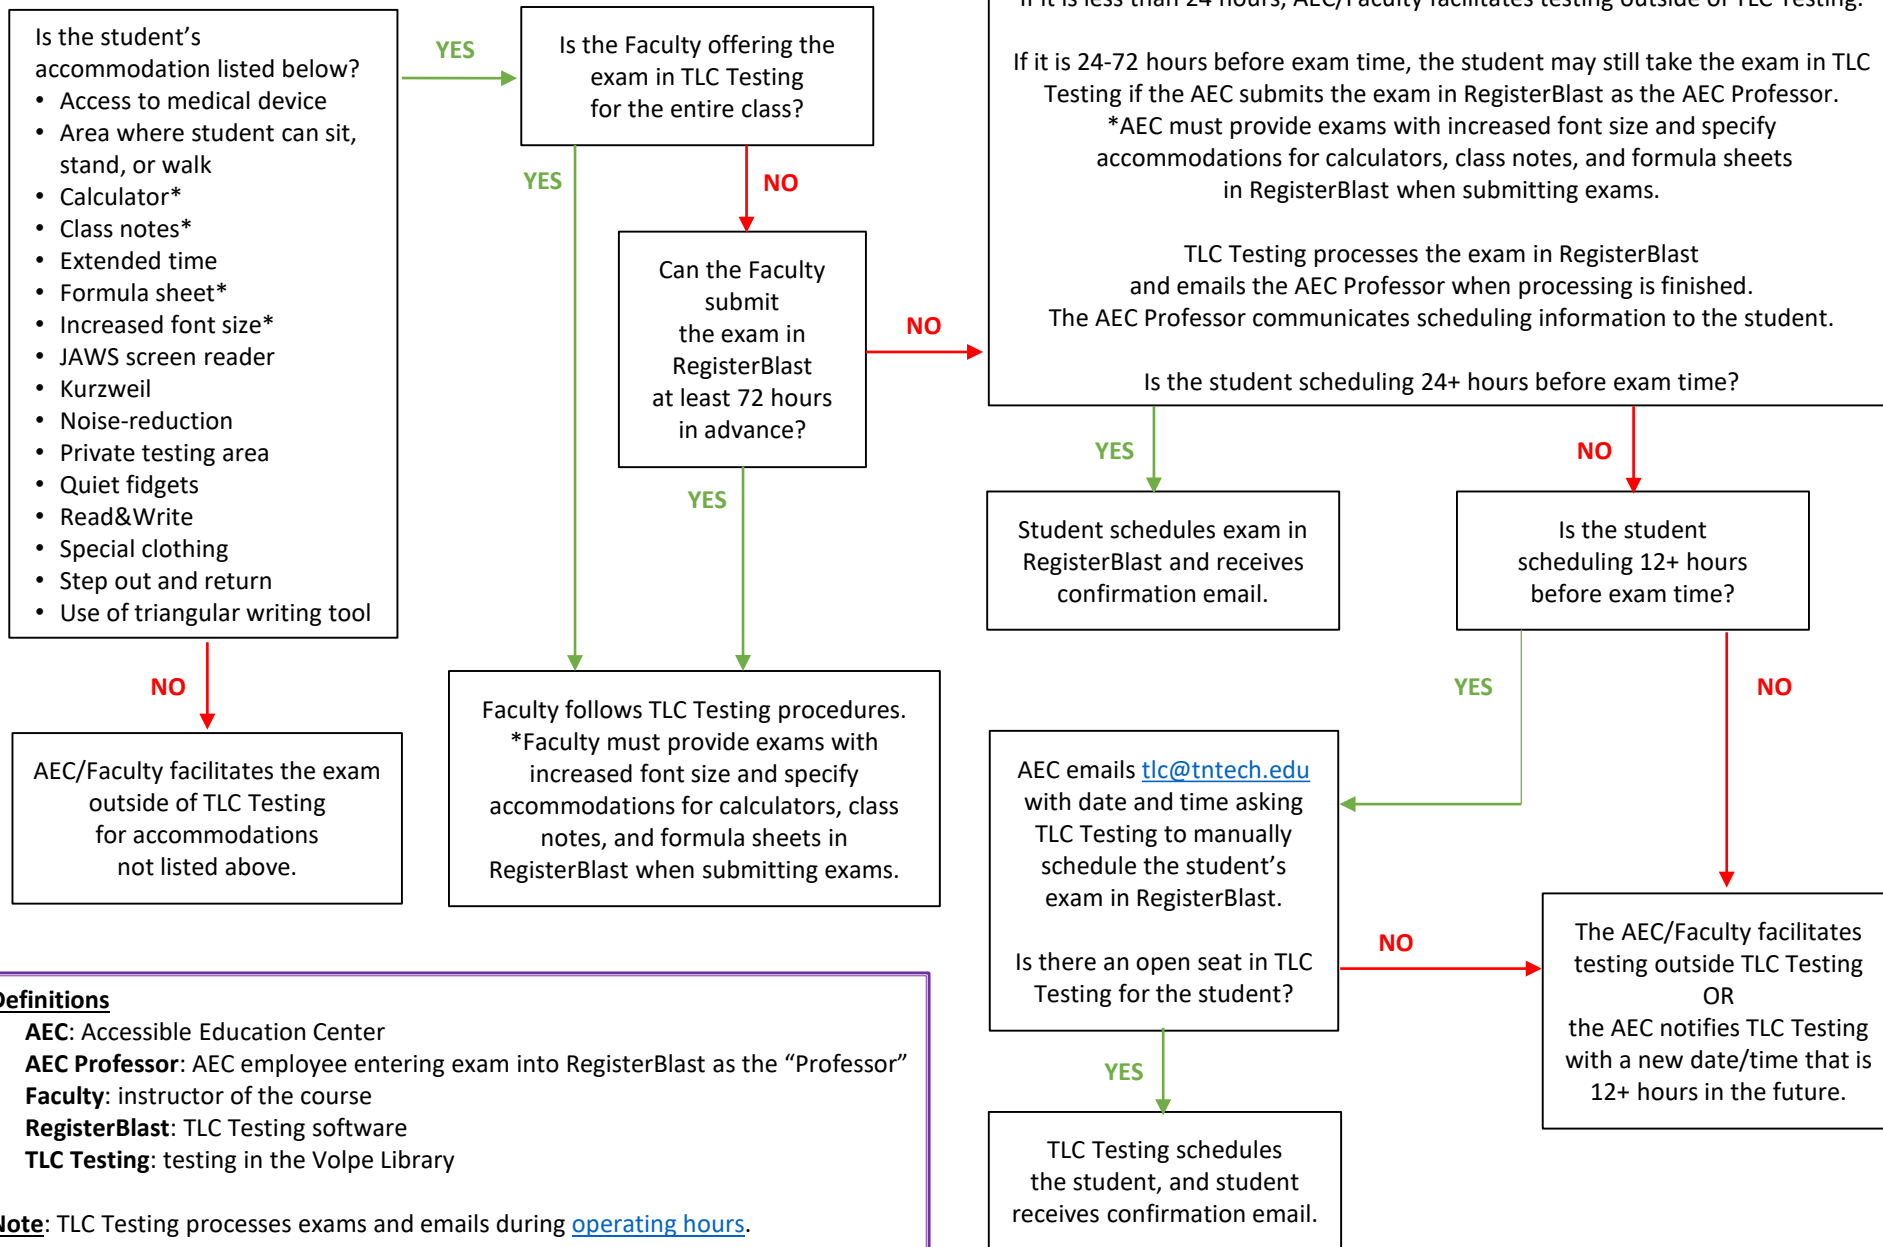 Is the student's
accommodation listed below?
• Access to medical device
• Area where student can sit,
stand, or walk
• Calculator*
• Class notes*
• Extended time
• Formula sheet*
• Increased font size*
• JAWS screen reader
• Kurzweil
• Noise-reduction
• Private testing area
• Quiet fidgets
• Read&Write
• Special clothing
• Step out and return
• Use of triangular writing tool
YES
NO
AEC/Faculty facilitates the exam
outside of TLC Testing
for accommodations
not listed above.
Is the Faculty offering the
exam in TLC Testing
for the entire class?
YES
NO
Can the Faculty
submit
the exam in
RegisterBlast
at least 72 hours
in advance?
NO
YES
Faculty follows TLC Testing procedures.
*Faculty must provide exams with
increased font size and specify
accommodations for calculators, class
notes, and formula sheets in
RegisterBlast when submitting exams.
If it is less than 24 hours, AEC/Faculty facilitates testing outside of TLC Testing.
If it is 24-72 hours before exam time, the student may still take the exam in TLC
Testing if the AEC submits the exam in RegisterBlast as the AEC Professor.
*AEC must provide exams with increased font size and specify
accommodations for calculators, class notes, and formula sheets
in RegisterBlast when submitting exams.
TLC Testing processes the exam in RegisterBlast
and emails the AEC Professor when processing is finished.
The AEC Professor communicates scheduling information to the student.
Is the student scheduling 24+ hours before exam time?
YES
NO
Student schedules exam in
RegisterBlast and receives
confirmation email.
Is the student
scheduling 12+ hours
before exam time?
YES
NO
AEC emails tlc@tntech.edu
with date and time asking
TLC Testing to manually
schedule the student's
exam in RegisterBlast.
Is there an open seat in TLC
Testing for the student?
NO
YES
The AEC/Faculty facilitates
testing outside TLC Testing
OR
the AEC notifies TLC Testing
with a new date/time that is
12+ hours in the future.
TLC Testing schedules
the student, and student
receives confirmation email.
Definitions
AEC: Accessible Education Center
AEC Professor: AEC employee entering exam into RegisterBlast as the “Professor”
Faculty: instructor of the course
RegisterBlast: TLC Testing software
TLC Testing: testing in the Volpe Library
Note: TLC Testing processes exams and emails during operating hours.